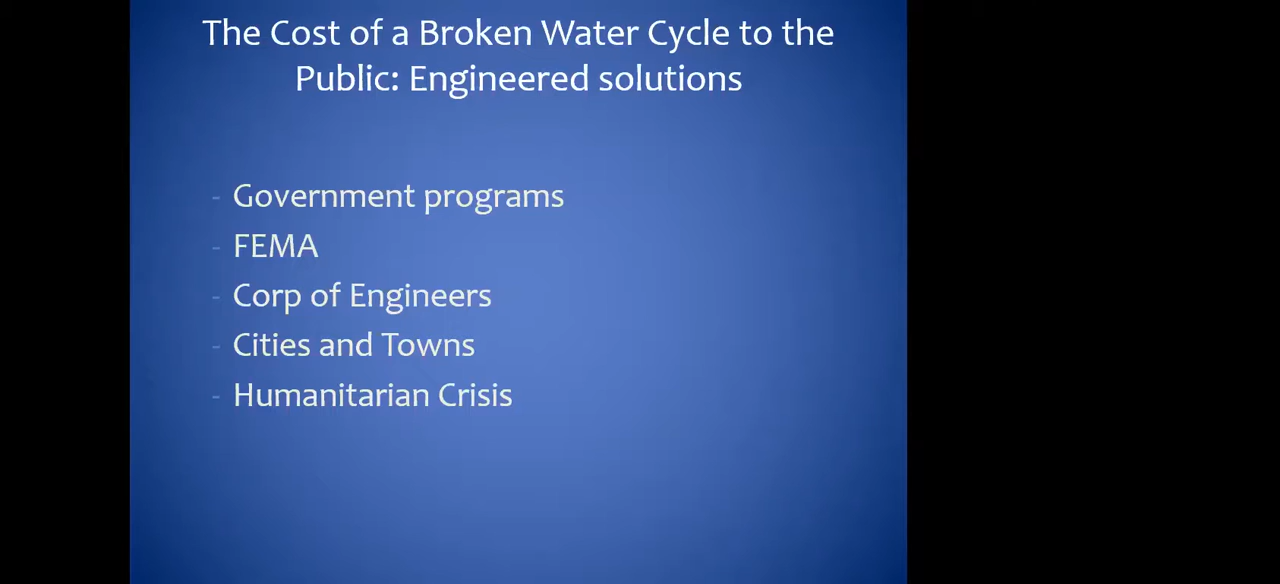 The Cost of a Broken Water Cycle to the
Public: Engineered solutions
- Government programs
- FEMA
- Corp of Engineers
- Cities and Towns
- Humanitarian Crisis